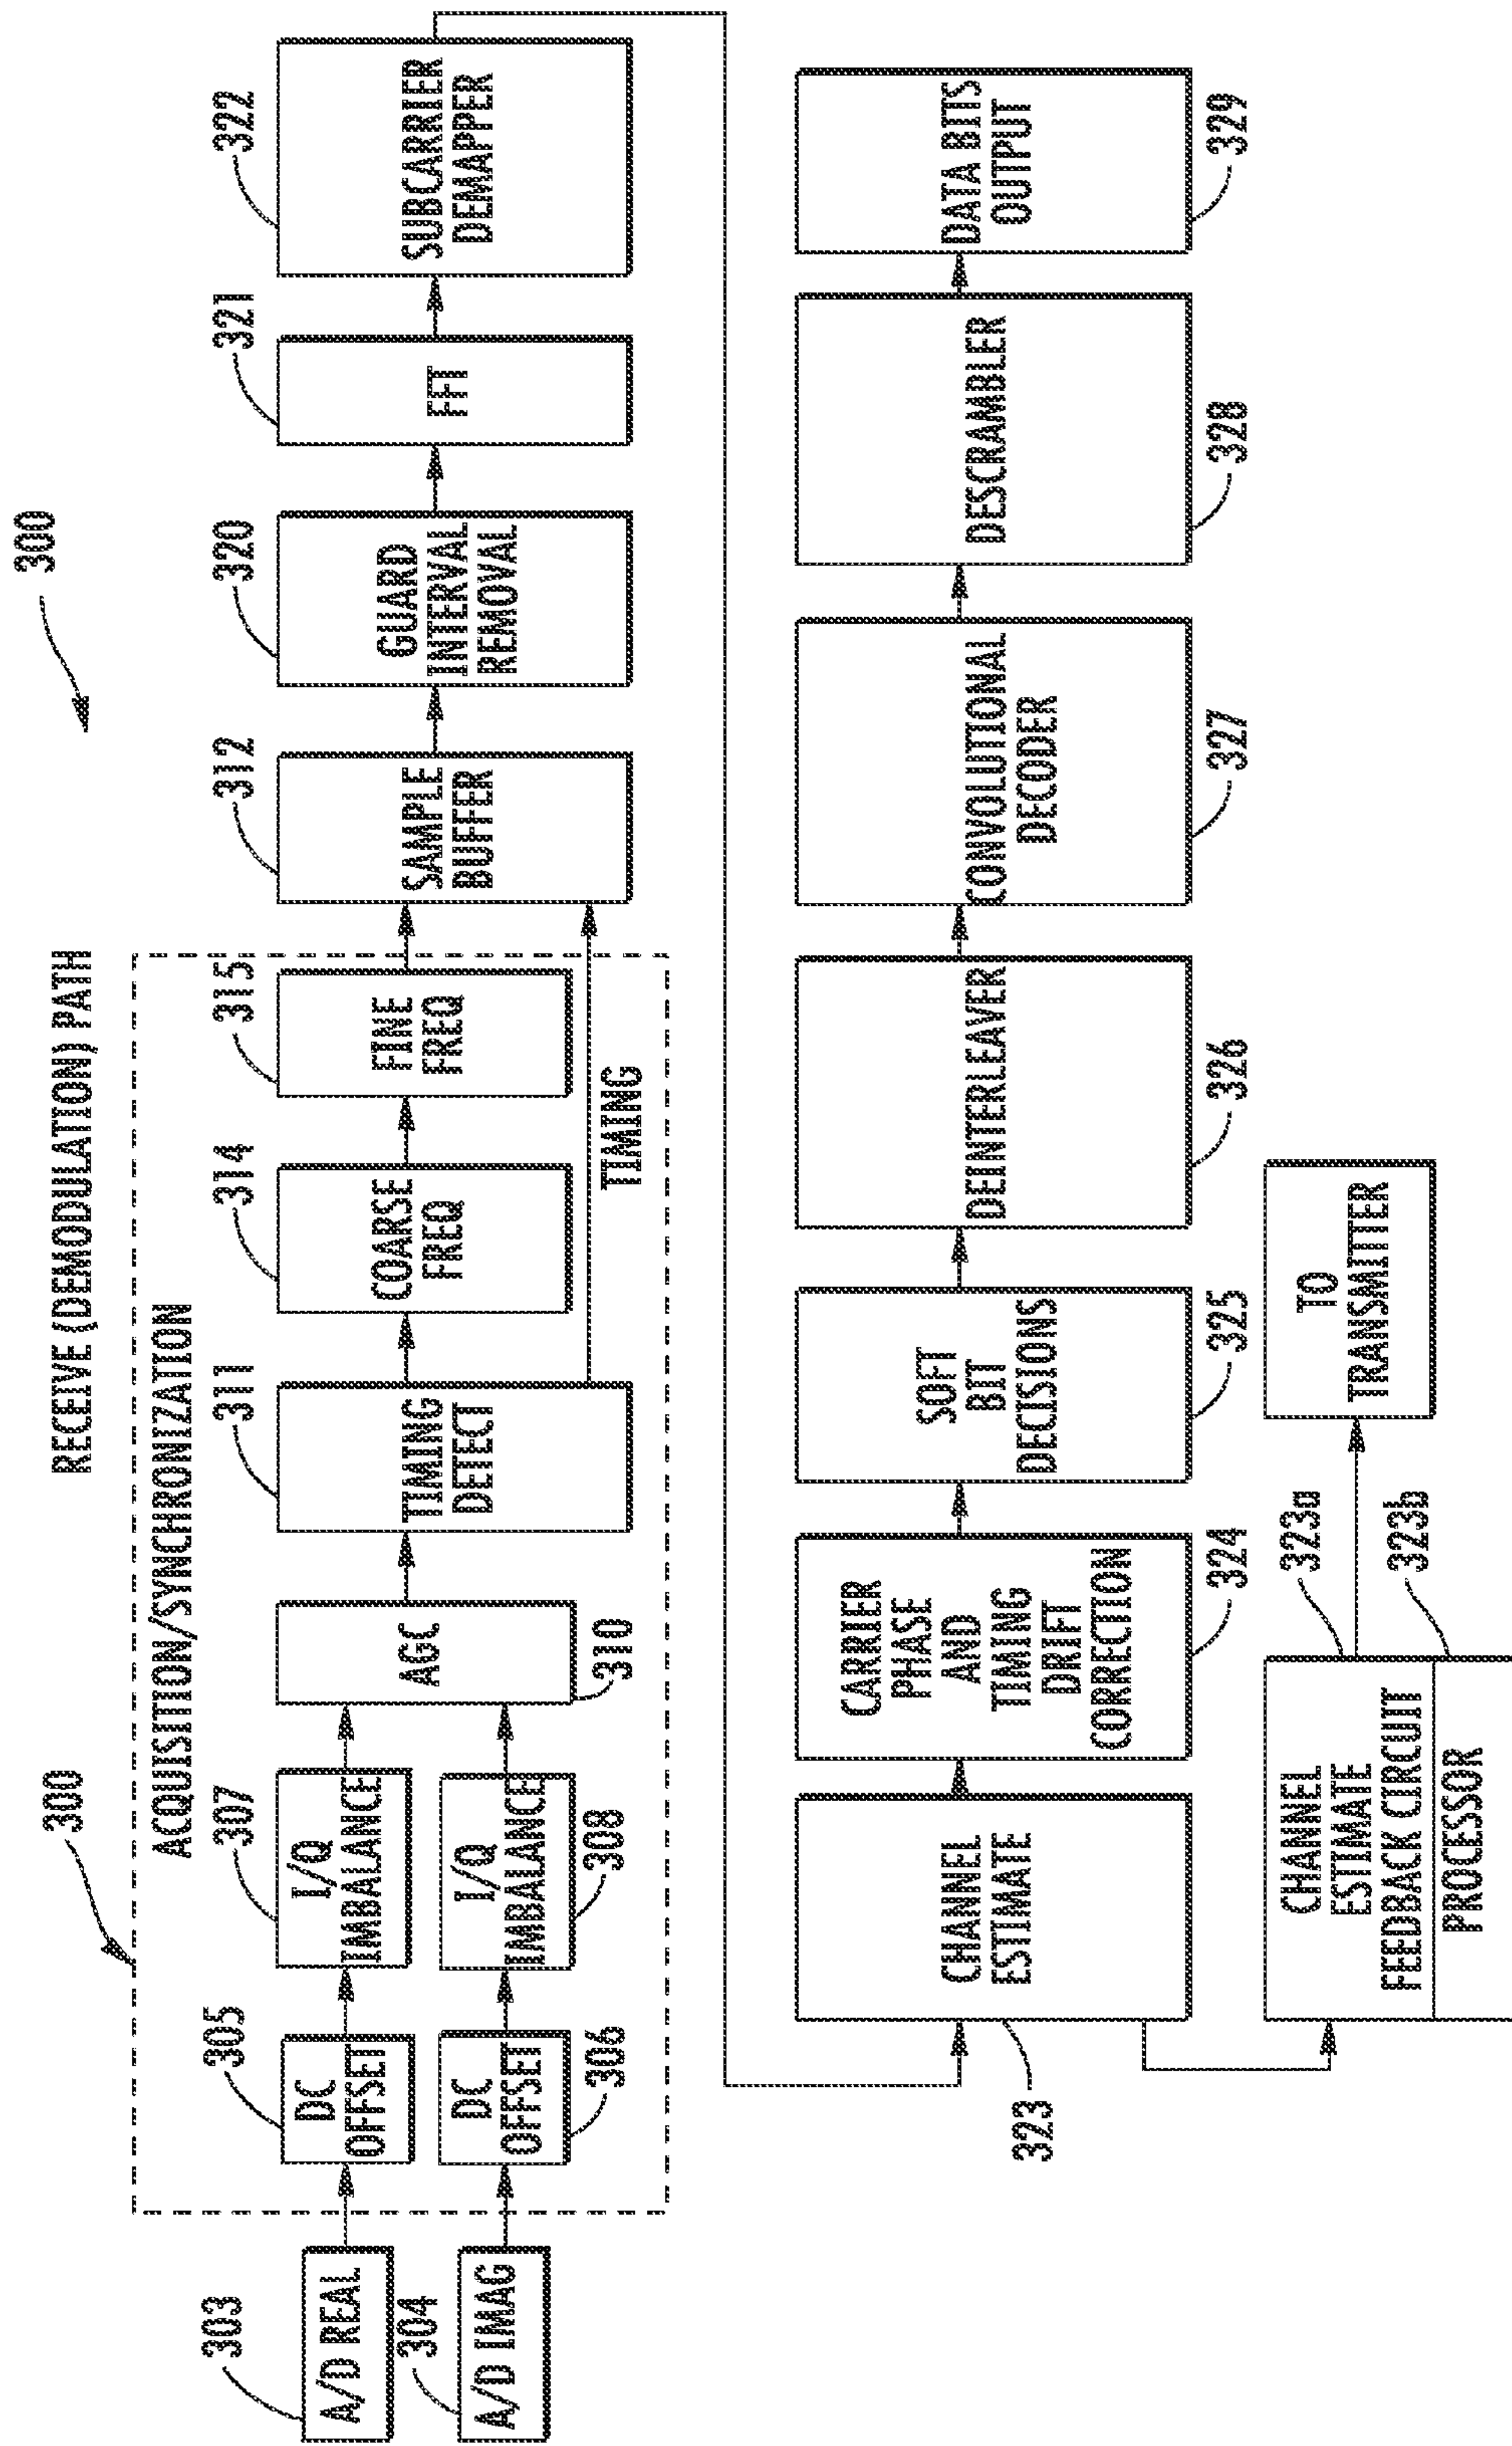 300
RECEIVE (DEMODULATION) PATH
300
ACQUISITION/SYNCHRONIZATION
303
A/D REAL
304
A/D IMAG
305
DC
OFFSET
DC
OFFSET
306
307
I/Q
IMBALANCE
I/Q
IMBALANCE
308
AGC
310
311
TIMING
DETECT
314
COARSE
FREQ
315
FINE
FREQ
TIMING
312
SAMPLE
BUFFER
320
GUARD
INTERVAL
REMOVAL
321
FFT
322
SUBCARRIER
DEMAPPER
CHANNEL
ESTIMATE
323
CARRIER
PHASE
AND
TIMING
DRIFT
CORRECTION
324
SOFT
BIT
DECISIONS
325
DEINTERLEAVER
326
CONVOLUTIONAL
DECODER
327
DESCRAMBLER
328
DATA BITS
OUTPUT
329
CHANNEL
ESTIMATE
FEEDBACK CIRCUIT
PROCESSOR
323a
323b
TO
TRANSMITTER